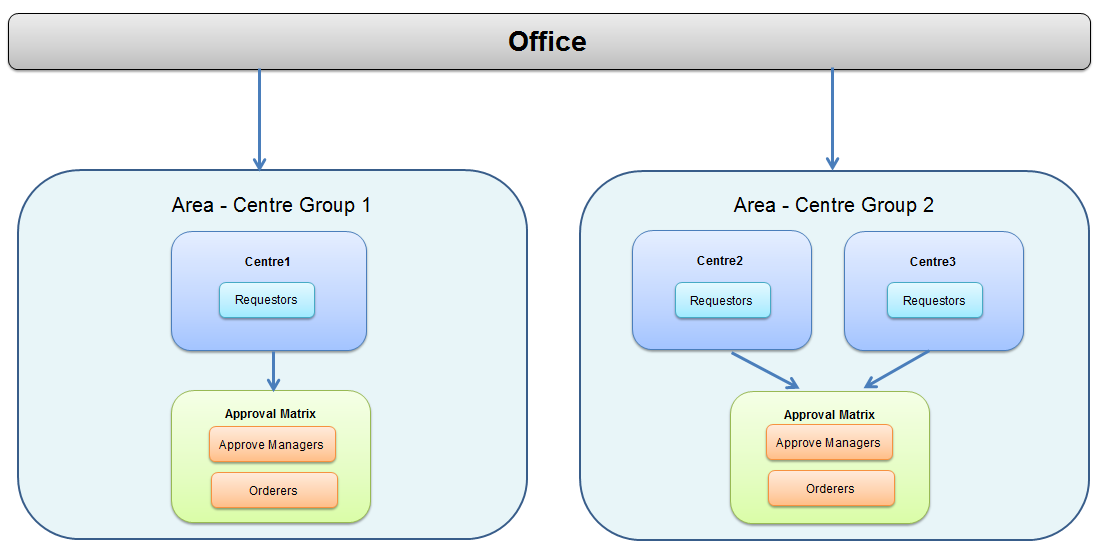 Office
Area - Centre Group 1
Centre1
Requestors
Approval Matrix
Approve Managers
Orderers
Area - Centre Group 2
Centre2
Requestors
Centre3
Requestors
Approval Matrix
Approve Managers
Orderers